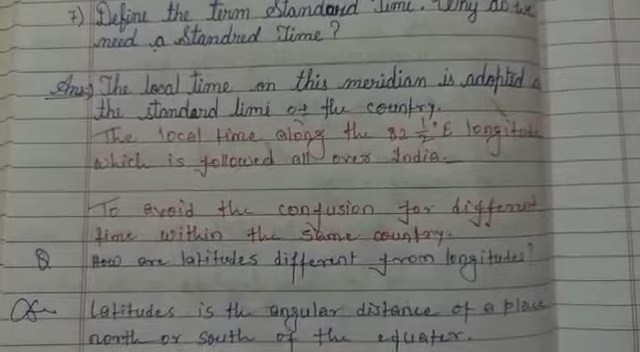 7) Define the term Standard Time. Why do we
need a Standred Time?
Ans) The local time on this meridian is adopted
the standard time of the country.
The local time along the 82 ½° E longitude
which is followed all over India.
To avoid the confusion for different
time within the same country.
Q How are latitudes different from longitudes?
Latitudes is the angular distance of a place
north or south of the equater.